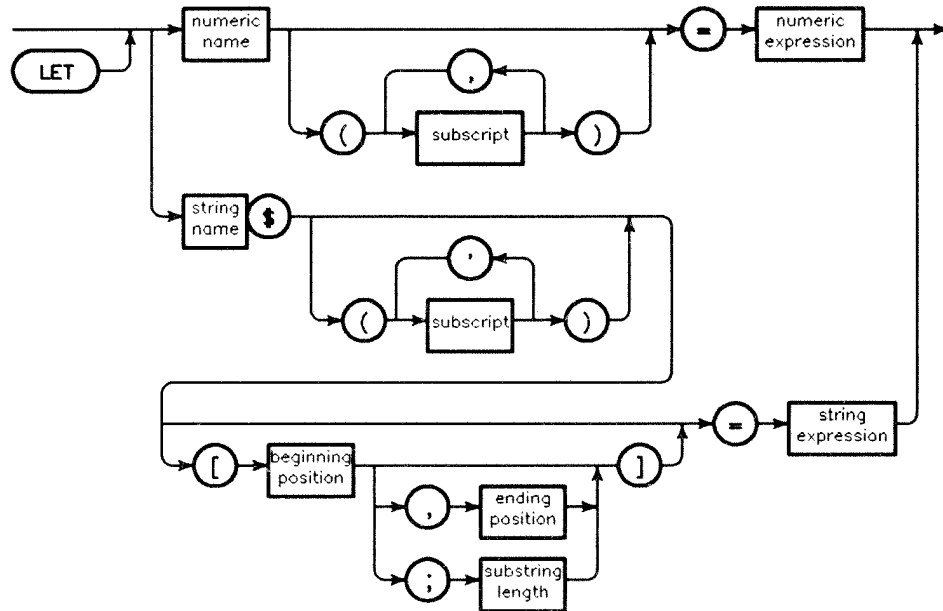 numeric
name
=
numeric
expression
LET
,
(
subscript
)
string
name
$
,
(
subscript
)
=
string
expression
[
beginning
position
]
,
ending
position
;
substring
length